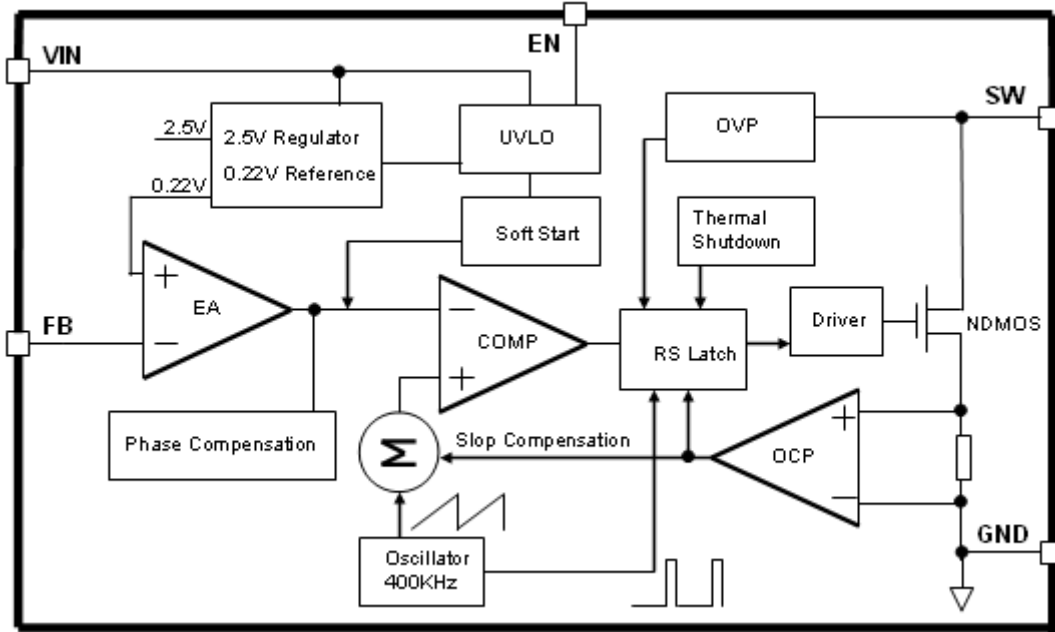 EN
VIN
SW
2.5V
2.5V Regulator
0.22V Reference
UVLO
OVP
0.22V
Soft Start
Thermal
Shutdown
+
EA
−
FB
−
COMP
+
RS Latch
Driver
NDMOS
Phase Compensation
Σ
Slop Compensation
+
OCP
−
GND
Oscillator
400KHz